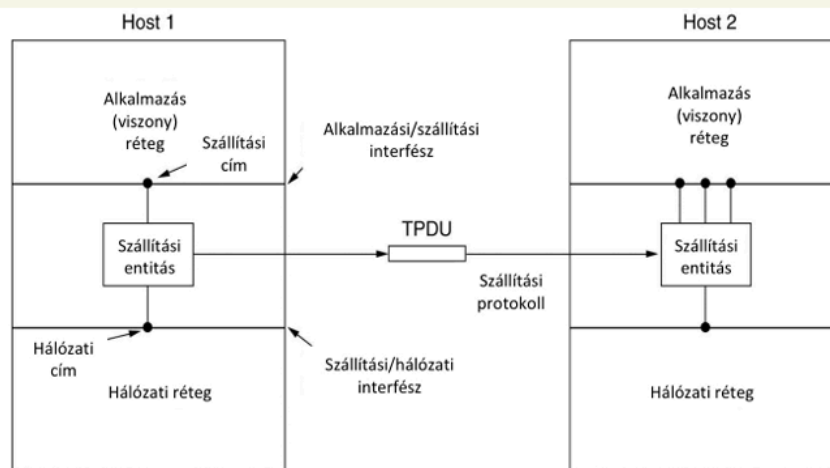 Host 1
Host 2
Alkalmazás
(viszony)
réteg
Szállítási
cím
Alkalmazási/szállítási
interfész
Alkalmazás
(viszony)
réteg
Szállítási
entitás
TPDU
Szállítási
protokoll
Szállítási
entitás
Hálózati
cím
Szállítási/hálózati
interfész
Hálózati réteg
Hálózati réteg